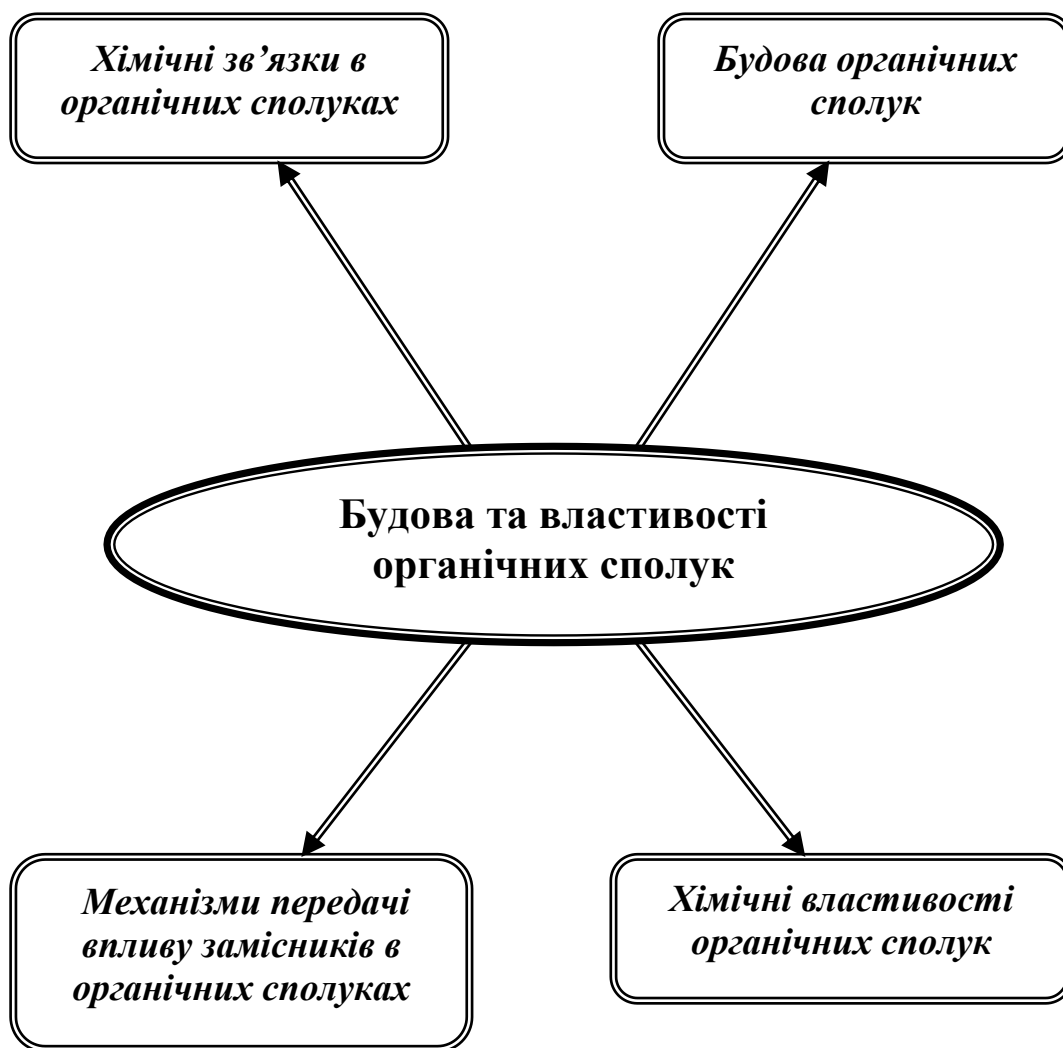 Хімічні зв’язки в
органічних сполуках
Будова органічних
сполук
Будова та властивості
органічних сполук
Механізми передачі
впливу замісників в
органічних сполуках
Хімічні властивості
органічних сполук